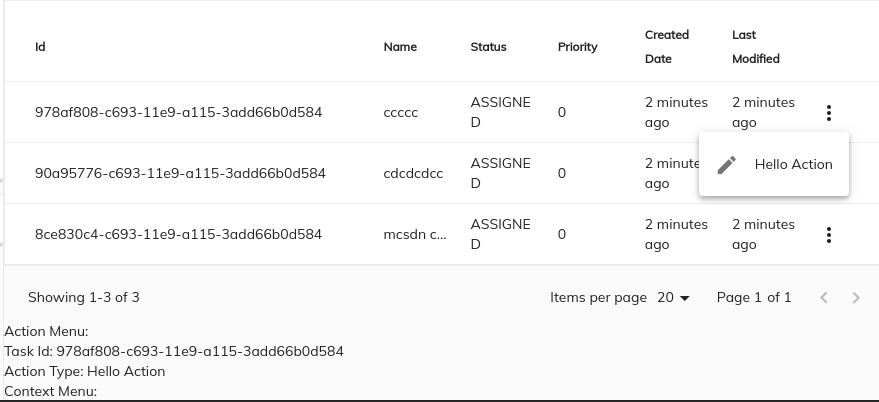 Id Name Status Priority Created Date Last Modified
978af808-c693-11e9-a115-3add66b0d584 ccccc ASSIGNED 0 2 minutes ago 2 minutes ago
Hello Action
90a95776-c693-11e9-a115-3add66b0d584 cdcdcdcc ASSIGNED 0 2 minute ago
8ce830c4-c693-11e9-a115-3add66b0d584 mcsdn c... ASSIGNED 0 2 minutes ago 2 minutes ago
Showing 1-3 of 3 Items per page 20 Page 1 of 1
Action Menu:
Task Id: 978af808-c693-11e9-a115-3add66b0d584
Action Type: Hello Action
Context Menu: